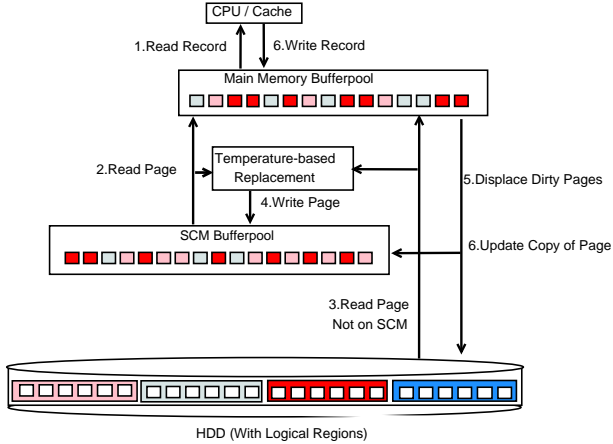 CPU / Cache
1.Read Record
6.Write Record
Main Memory Bufferpool
2.Read Page
Temperature-based
Replacement
5.Displace Dirty Pages
4.Write Page
SCM Bufferpool
6.Update Copy of Page
3.Read Page
Not on SCM
HDD (With Logical Regions)